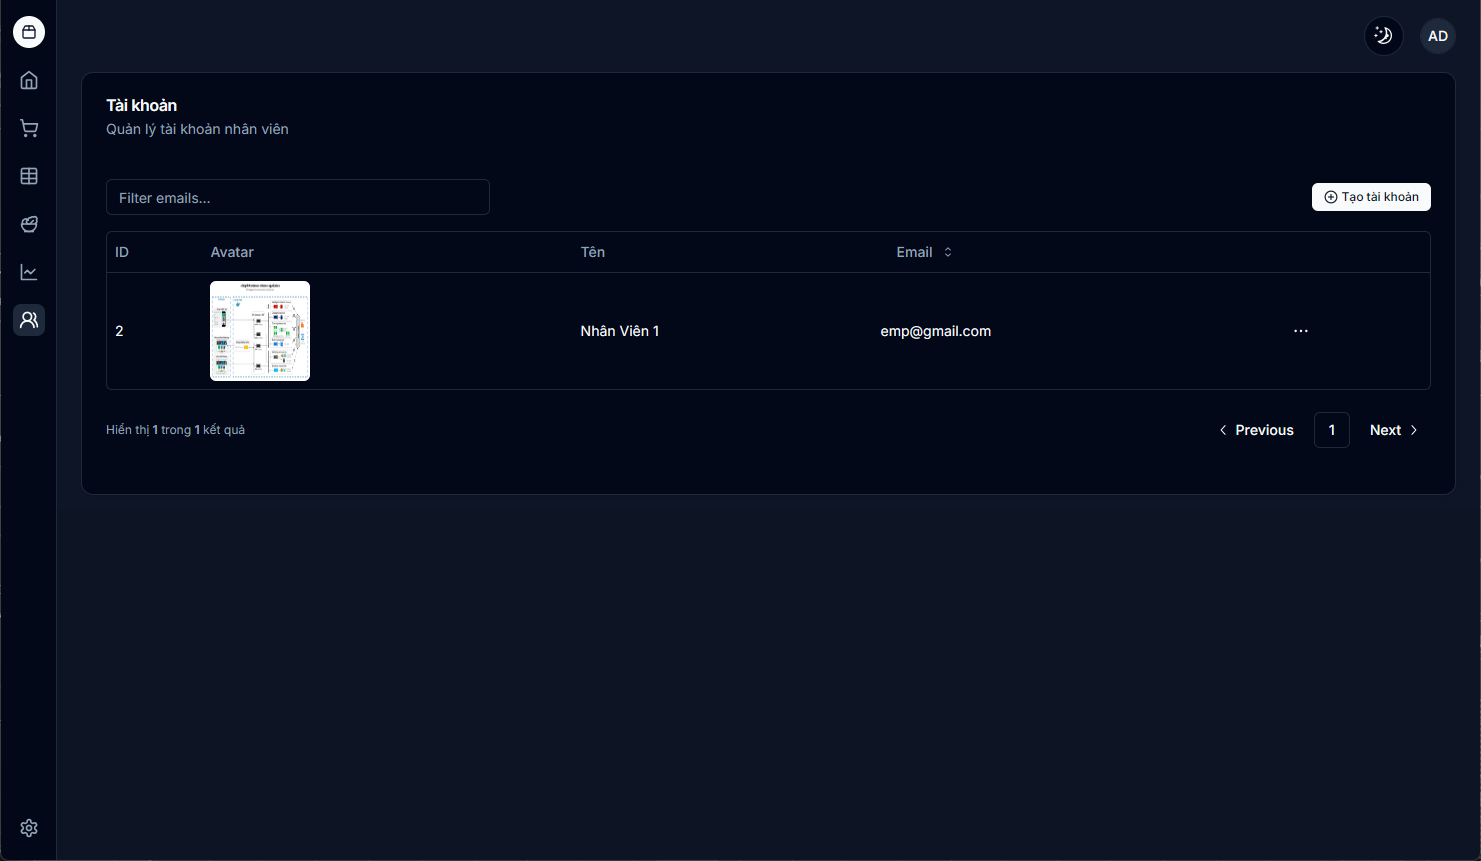 AD
Tài khoản
Quản lý tài khoản nhân viên
Filter emails...
Tạo tài khoản
ID Avatar Tên Email
2 Nhân Viên 1 emp@gmail.com ...
Hiển thị 1 trong 1 kết quả
Previous 1 Next